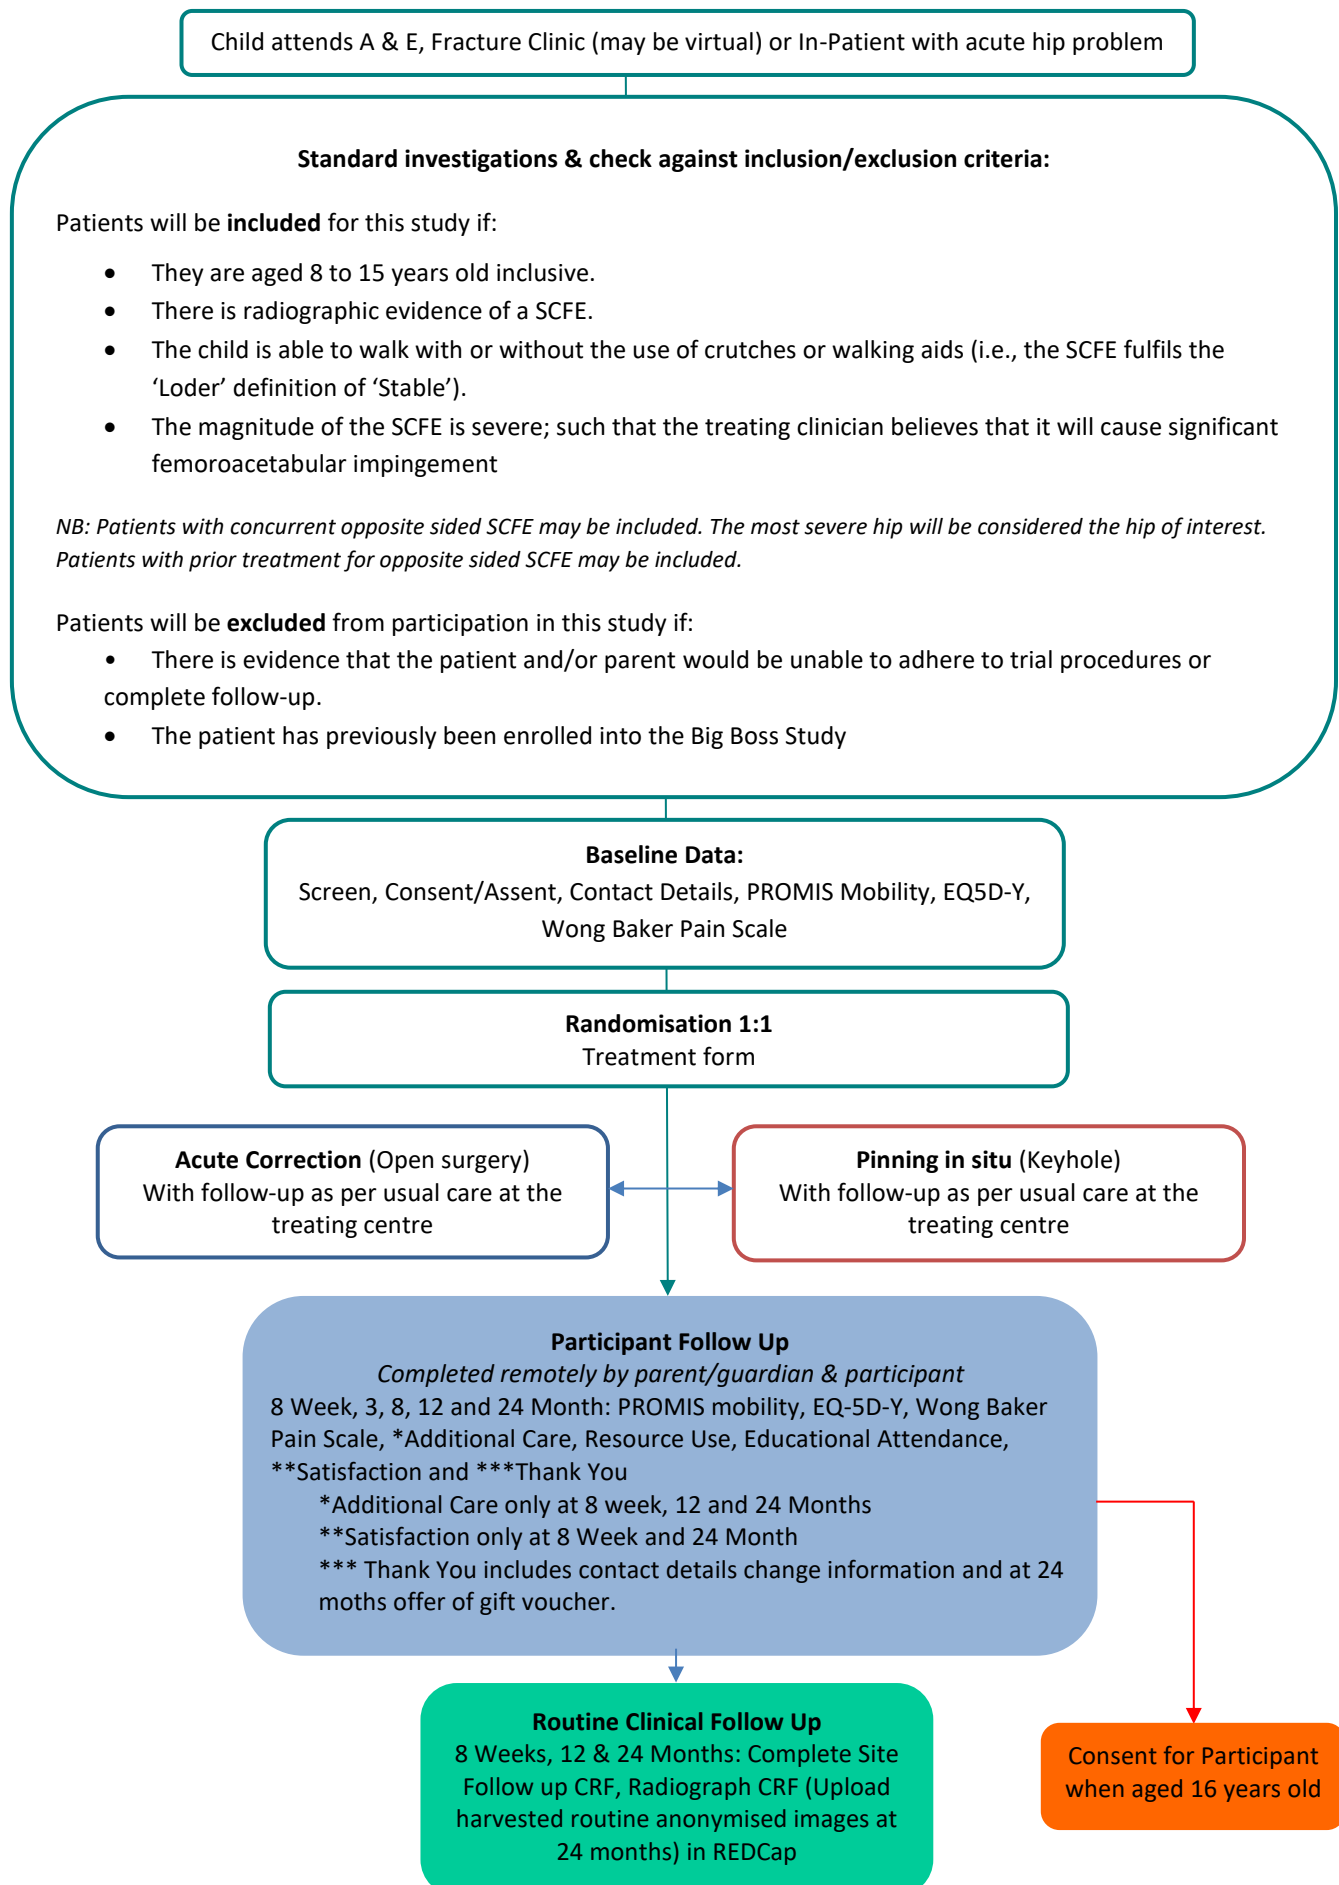 Child attends A & E, Fracture Clinic (may be virtual) or In-Patient with acute hip problem
Standard investigations & check against inclusion/exclusion criteria:
Patients will be included for this study if:
• They are aged 8 to 15 years old inclusive.
• There is radiographic evidence of a SCFE.
• The child is able to walk with or without the use of crutches or walking aids (i.e., the SCFE fulfils the
‘Loder’ definition of ‘Stable’).
• The magnitude of the SCFE is severe; such that the treating clinician believes that it will cause significant
femoroacetabular impingement
NB: Patients with concurrent opposite sided SCFE may be included. The most severe hip will be considered the hip of interest.
Patients with prior treatment for opposite sided SCFE may be included.
Patients will be excluded from participation in this study if:
• There is evidence that the patient and/or parent would be unable to adhere to trial procedures or
complete follow-up.
• The patient has previously been enrolled into the Big Boss Study
Baseline Data:
Screen, Consent/Assent, Contact Details, PROMIS Mobility, EQ5D-Y,
Wong Baker Pain Scale
Randomisation 1:1
Treatment form
Acute Correction (Open surgery)
With follow-up as per usual care at the
treating centre
Pinning in situ (Keyhole)
With follow-up as per usual care at the
treating centre
Participant Follow Up
Completed remotely by parent/guardian & participant
8 Week, 3, 8, 12 and 24 Month: PROMIS mobility, EQ-5D-Y, Wong Baker
Pain Scale, *Additional Care, Resource Use, Educational Attendance,
**Satisfaction and ***Thank You
*Additional Care only at 8 week, 12 and 24 Months
**Satisfaction only at 8 Week and 24 Month
*** Thank You includes contact details change information and at 24
moths offer of gift voucher.
Routine Clinical Follow Up
8 Weeks, 12 & 24 Months: Complete Site
Follow up CRF, Radiograph CRF (Upload
harvested routine anonymised images at
24 months) in REDCap
Consent for Participant
when aged 16 years old